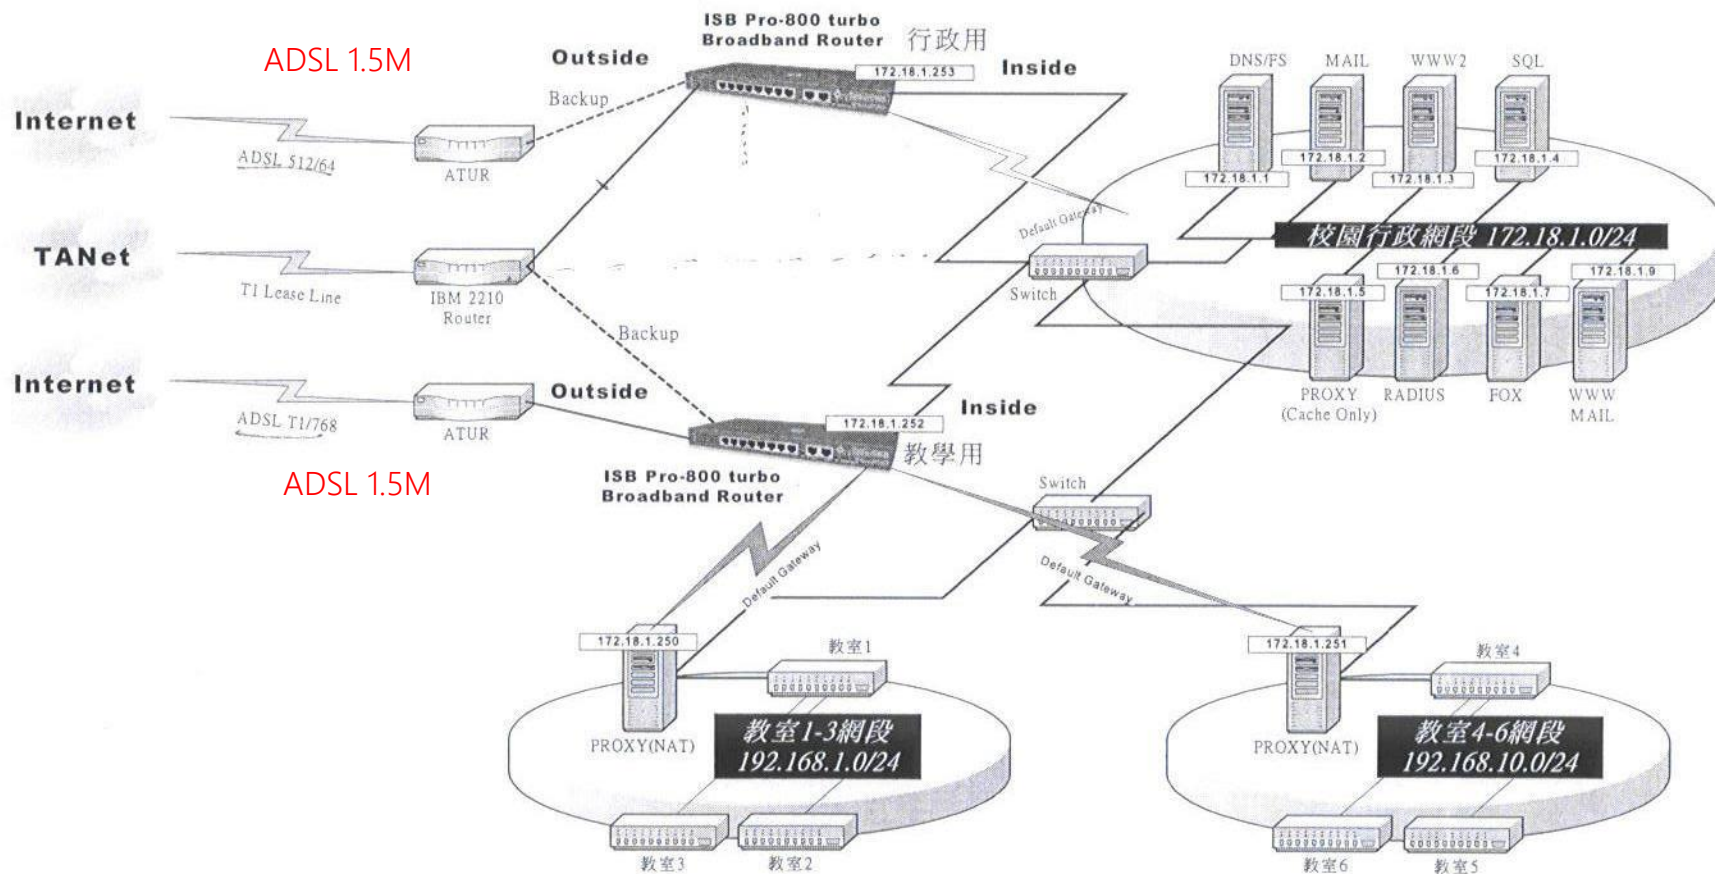 ISB Pro-800 turbo
Broadband Router
行政用
172.18.1.253
ADSL 1.5M
Outside
Inside
Backup
Internet
ADSL 512/64
ATUR
DNS/FS
MAIL
WWW2
SQL
172.18.1.1
172.18.1.2
172.18.1.3
172.18.1.4
Default Gateway
校園行政網段 172.18.1.0/24
TANet
T1 Lease Line
IBM 2210
Router
Switch
172.18.1.5
172.18.1.6
172.18.1.7
172.18.1.9
Backup
PROXY
(Cache Only)
RADIUS
FOX
WWW
MAIL
Internet
ADSL T1/768
ATUR
Outside
Inside
172.18.1.252
教學用
ADSL 1.5M
ISB Pro-800 turbo
Broadband Router
Switch
Default Gateway
Default Gateway
172.18.1.250
教室1
PROXY(NAT)
教室1-3網段
192.168.1.0/24
教室3
教室2
172.18.1.251
教室4
PROXY(NAT)
教室4-6網段
192.168.10.0/24
教室6
教室5